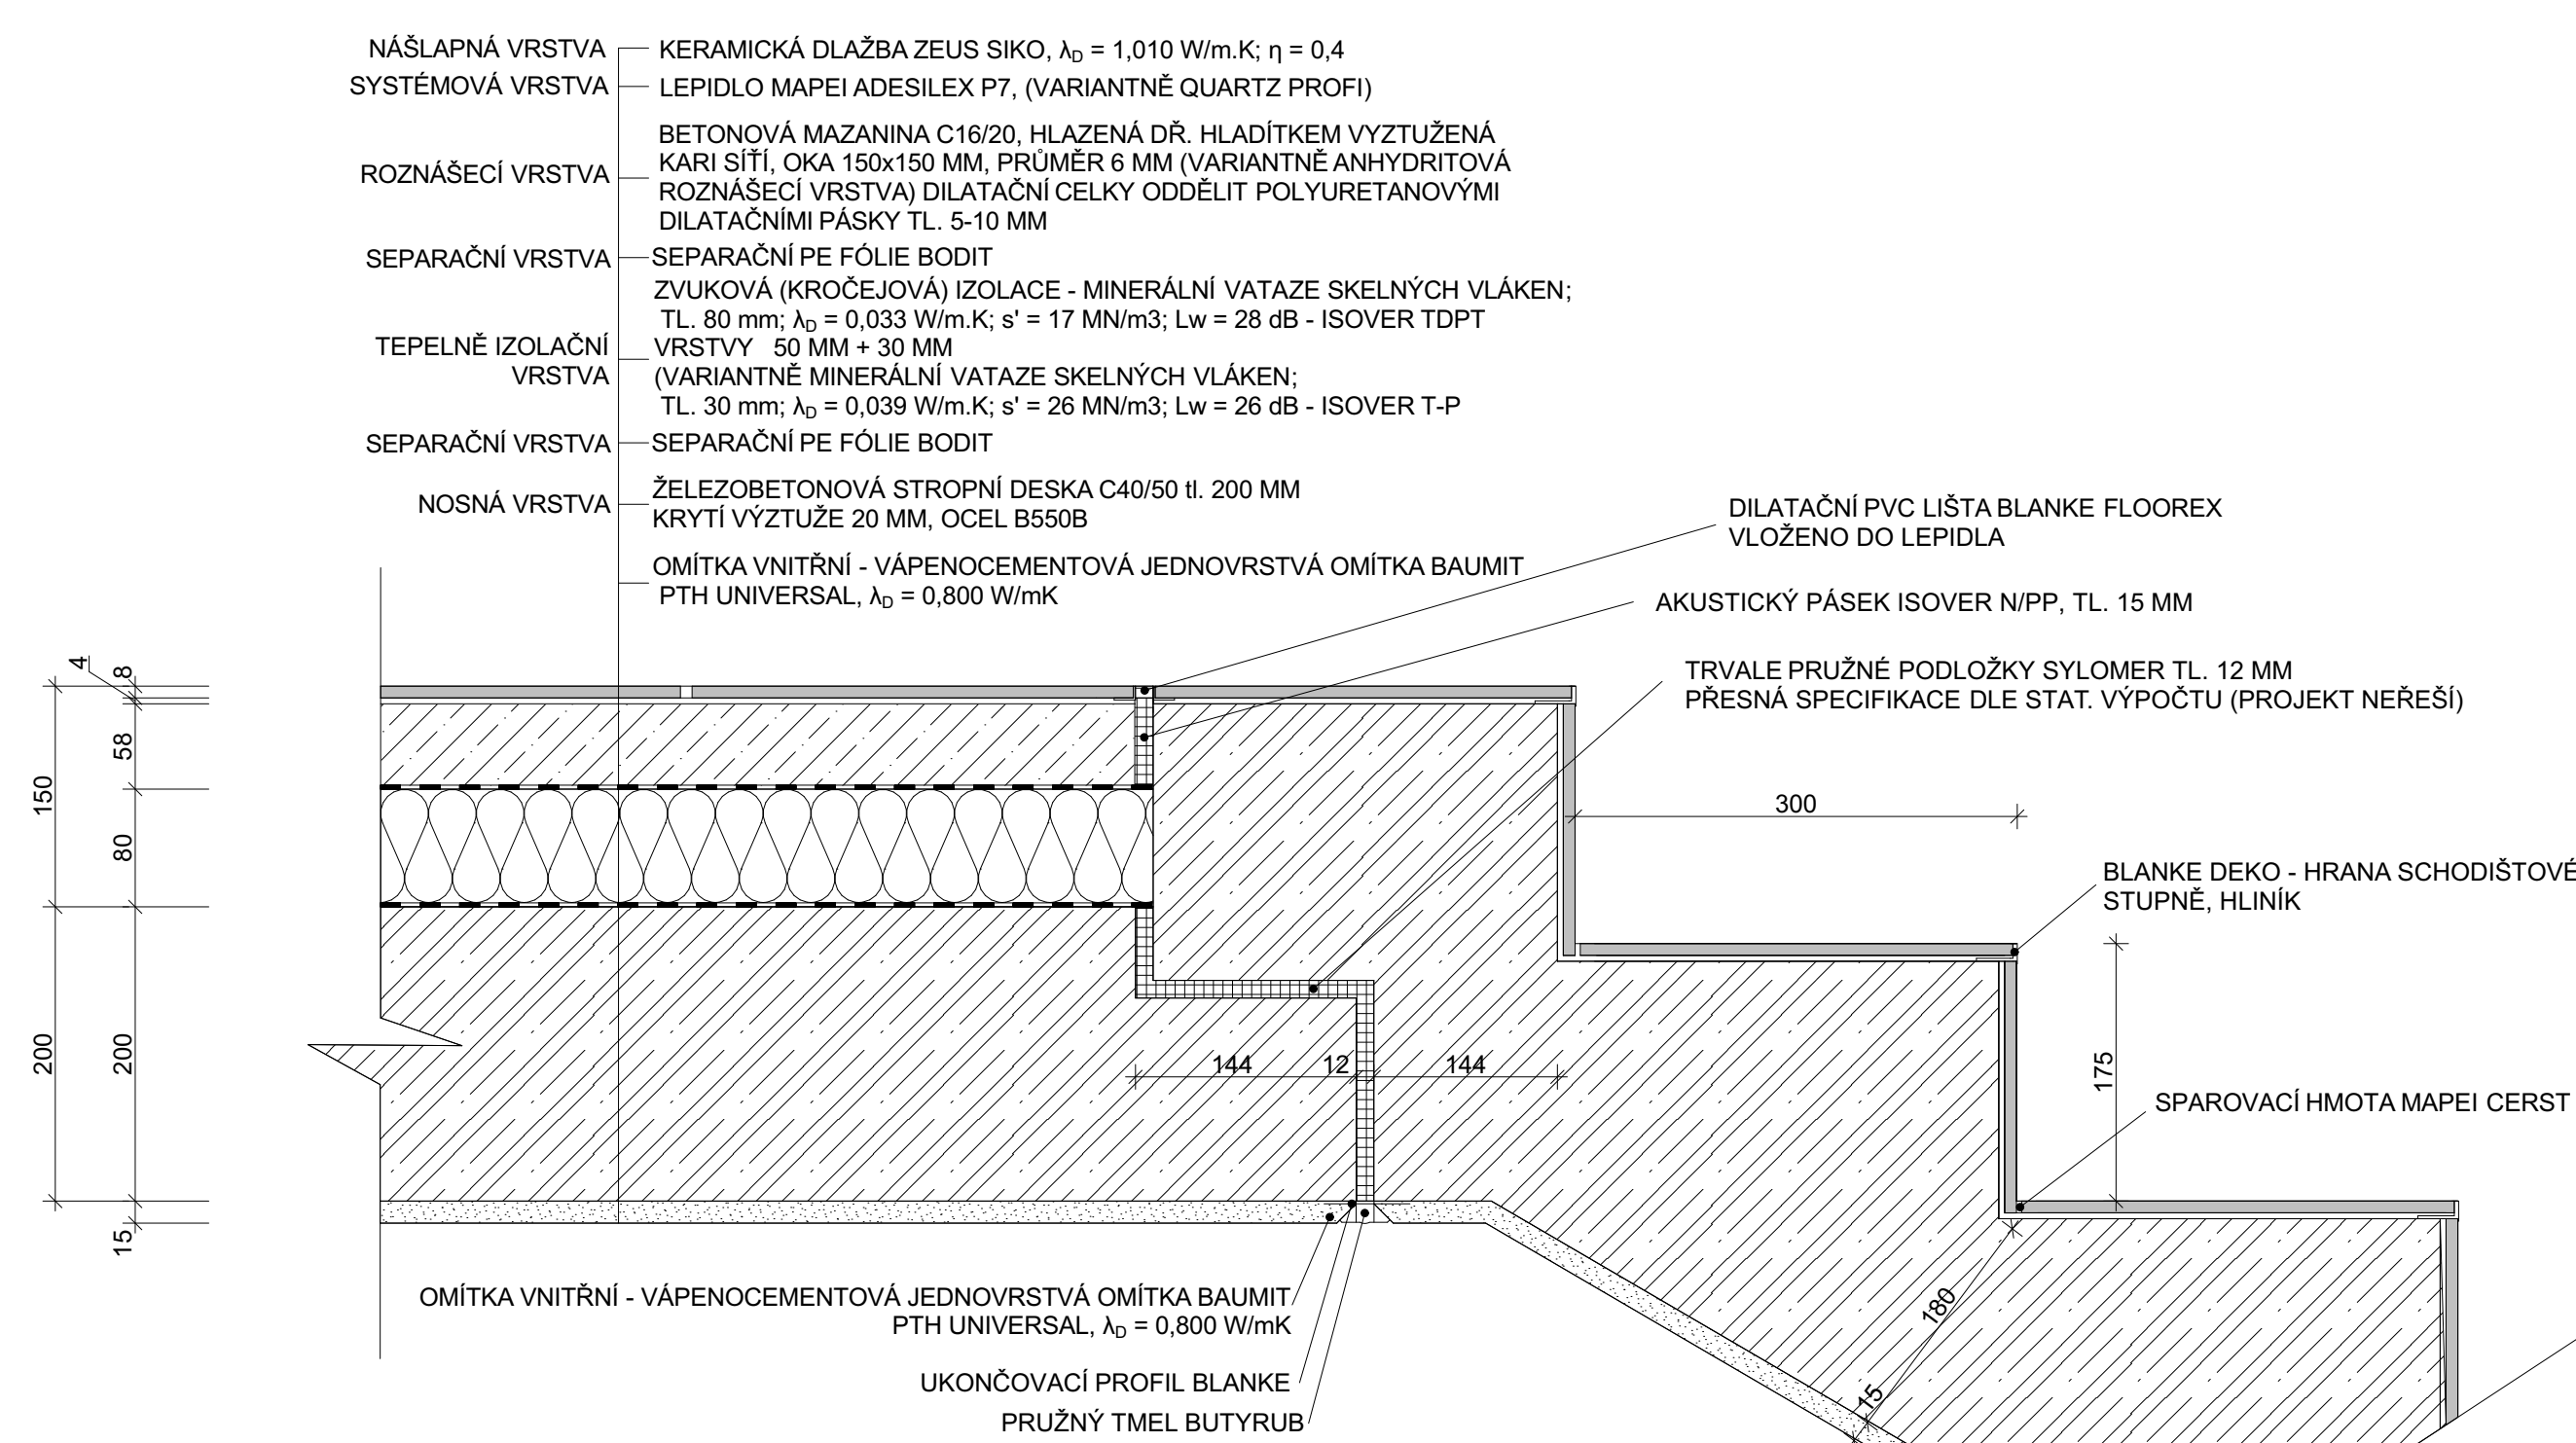 NÁŠLAPNÁ VRSTVA
KERAMICKÁ DLAŽBA ZEUS SIKO, λD = 1,010 W/m.K; η = 0,4
SYSTÉMOVÁ VRSTVA
LEPIDLO MAPEI ADESILEX P7, (VARIANTNĚ QUARTZ PROFI)
ROZNÁŠECÍ VRSTVA
BETONOVÁ MAZANINA C16/20, HLAZENÁ DŘ. HLADÍTKEM VYZTUŽENÁ
KARI SÍŤÍ, OKA 150x150 MM, PRŮMĚR 6 MM (VARIANTNĚ ANHYDRITOVÁ
ROZNÁŠECÍ VRSTVA) DILATAČNÍ CELKY ODDĚLIT POLYURETANOVÝMI
DILATAČNÍMI PÁSKY TL. 5-10 MM
SEPARAČNÍ VRSTVA
SEPARAČNÍ PE FÓLIE BODIT
TEPELNĚ IZOLAČNÍ
VRSTVA
ZVUKOVÁ (KROČEJOVÁ) IZOLACE - MINERÁLNÍ VATAZE SKELNÝCH VLÁKEN;
TL. 80 mm; λD = 0,033 W/m.K; s' = 17 MN/m3; Lw = 28 dB - ISOVER TDPT
VRSTVY 50 MM + 30 MM
(VARIANTNĚ MINERÁLNÍ VATAZE SKELNÝCH VLÁKEN;
TL. 30 mm; λD = 0,039 W/m.K; s' = 26 MN/m3; Lw = 26 dB - ISOVER T-P
SEPARAČNÍ VRSTVA
SEPARAČNÍ PE FÓLIE BODIT
NOSNÁ VRSTVA
ŽELEZOBETONOVÁ STROPNÍ DESKA C40/50 tl. 200 MM
KRYTÍ VÝZTUŽE 20 MM, OCEL B550B
OMÍTKA VNITŘNÍ - VÁPENOCEMENTOVÁ JEDNOVRSTVÁ OMÍTKA BAUMIT
PTH UNIVERSAL, λD = 0,800 W/mK
DILATAČNÍ PVC LIŠTA BLANKE FLOOREX
VLOŽENO DO LEPIDLA
AKUSTICKÝ PÁSEK ISOVER N/PP, TL. 15 MM
TRVALE PRUŽNÉ PODLOŽKY SYLOMER TL. 12 MM
PŘESNÁ SPECIFIKACE DLE STAT. VÝPOČTU (PROJEKT NEŘEŠÍ)
4
8
58
150
80
200
200
15
300
BLANKE DEKO - HRANA SCHODIŠTOVÉ
STUPNĚ, HLINÍK
144
12
144
175
SPAROVACÍ HMOTA MAPEI CERST
180
15
OMÍTKA VNITŘNÍ - VÁPENOCEMENTOVÁ JEDNOVRSTVÁ OMÍTKA BAUMIT
PTH UNIVERSAL, λD = 0,800 W/mK
UKONČOVACÍ PROFIL BLANKE
PRUŽNÝ TMEL BUTYRUB